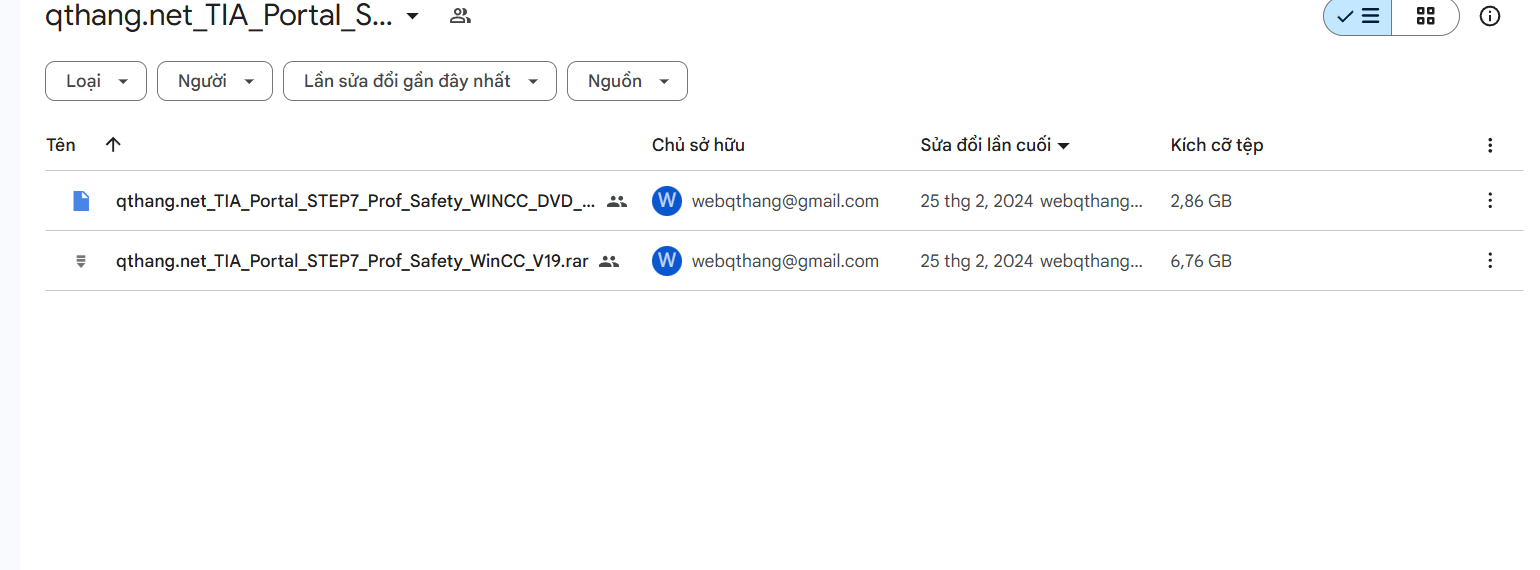 qthang.net_TIA_Portal_S...
Loại Người Lần sửa đổi gần đây nhất Nguồn
Tên Chủ sở hữu Sửa đổi lần cuối Kích cỡ tệp
qthang.net_TIA_Portal_STEP7_Prof_Safety_WINCC_DVD_... W webqthang@gmail.com 25 thg 2, 2024 webqthang... 2,86 GB
qthang.net_TIA_Portal_STEP7_Prof_Safety_WinCC_V19.rar W webqthang@gmail.com 25 thg 2, 2024 webqthang... 6,76 GB